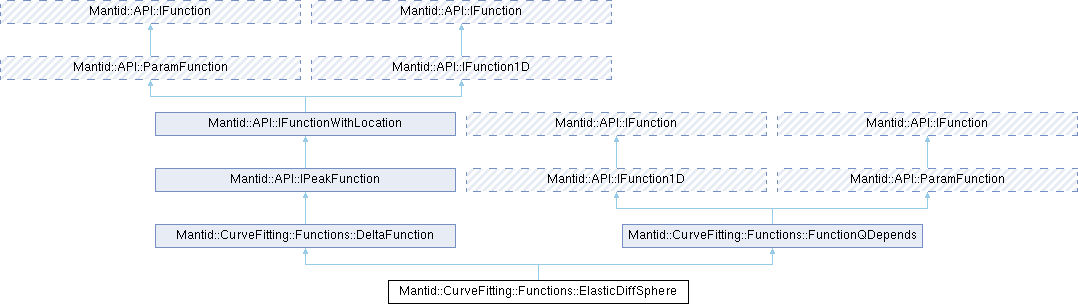 Mantid::API::IFunction
Mantid::API::IFunction
Mantid::API::ParamFunction
Mantid::API::IFunction1D
Mantid::API::IFunctionWithLocation
Mantid::API::IFunction
Mantid::API::IFunction
Mantid::API::IPeakFunction
Mantid::API::IFunction1D
Mantid::API::ParamFunction
Mantid::CurveFitting::Functions::DeltaFunction
Mantid::CurveFitting::Functions::FunctionQDepends
Mantid::CurveFitting::Functions::ElasticDiffSphere